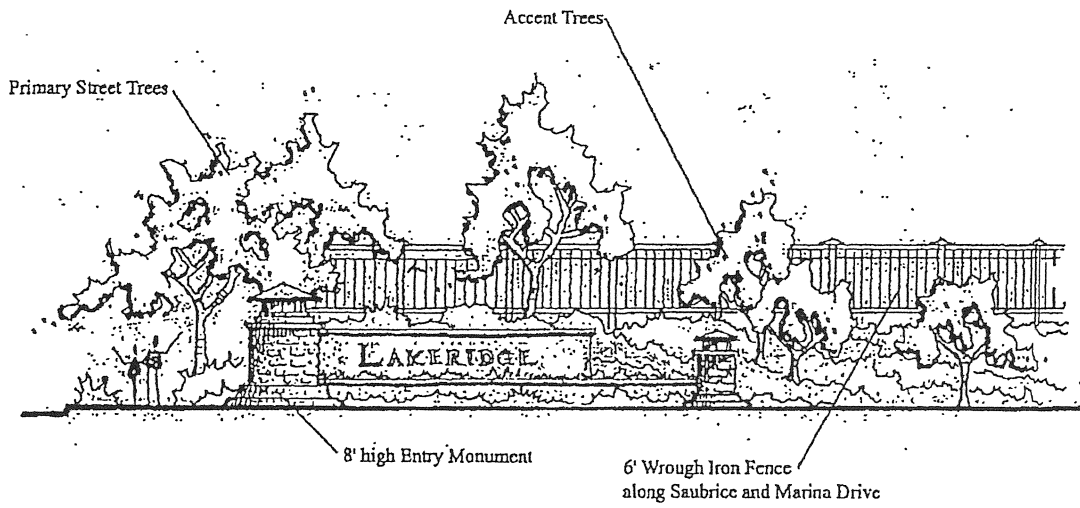 Accent Trees
Primary Street Trees
LAKERIDGE
8' high Entry Monument
6' Wrough Iron Fence
along Saubrice and Marina Drive